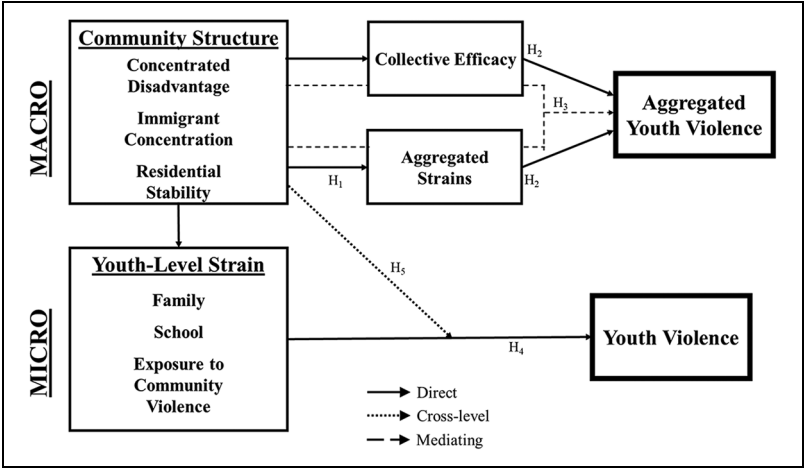 MACRO
Community Structure
Concentrated
Disadvantage
Immigrant
Concentration
Residential
Stability
Collective Efficacy
Aggregated
Strains
H1
H2
H2
H3
Aggregated
Youth Violence
MICRO
Youth-Level Strain
Family
School
Exposure to
Community
Violence
H5
H4
Youth Violence
Direct
Cross-level
Mediating